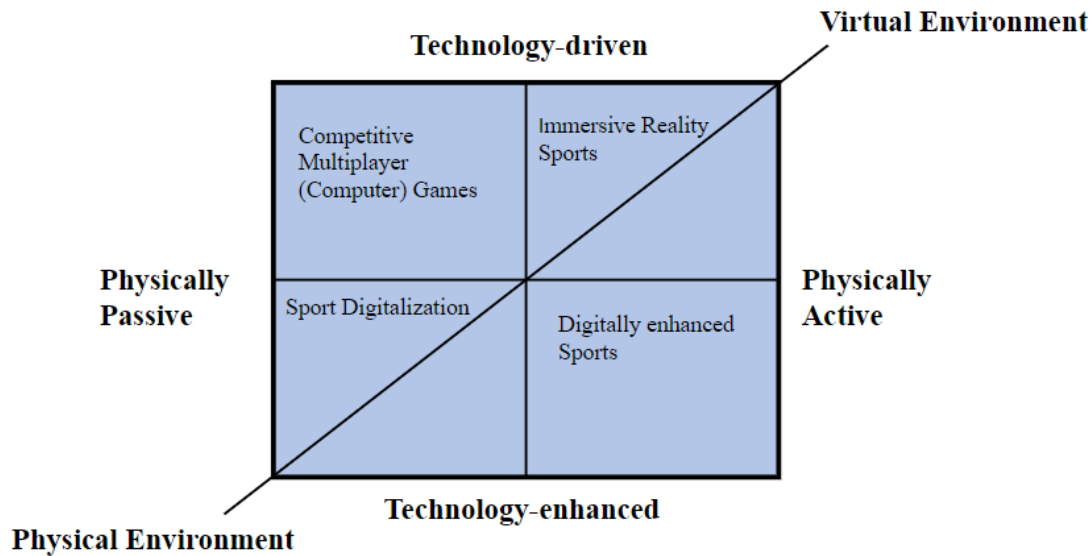 Virtual Environment
Technology-driven
Competitive
Multiplayer
(Computer) Games
Immersive Reality
Sports
Physically
Passive
Physically
Active
Sport Digitalization
Digitally enhanced
Sports
Technology-enhanced
Physical Environment